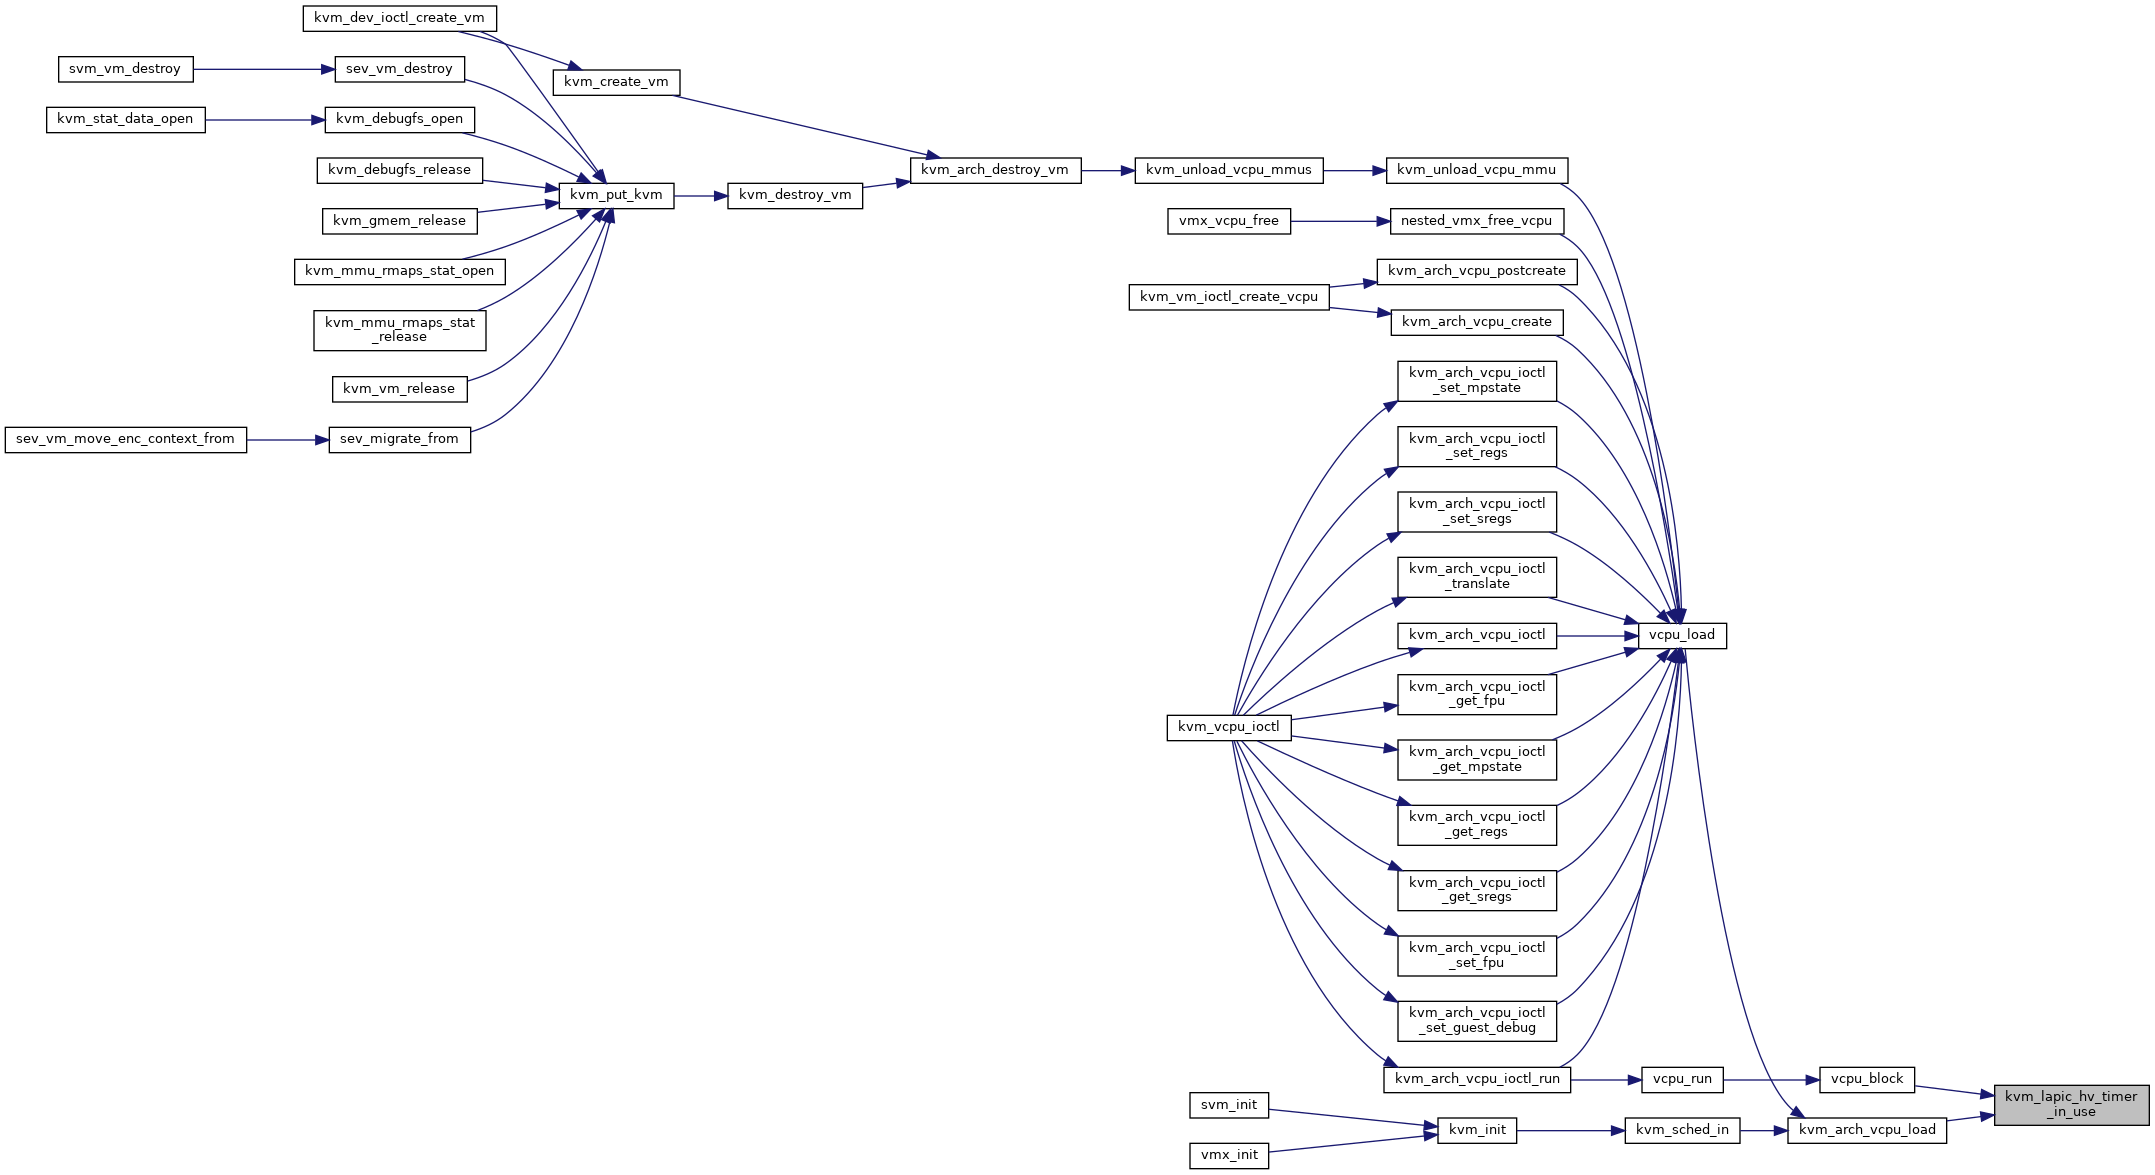 kvm_dev_ioctl_create_vm
svm_vm_destroy
sev_vm_destroy
kvm_create_vm
kvm_stat_data_open
kvm_debugfs_open
kvm_debugfs_release
kvm_put_kvm
kvm_destroy_vm
kvm_arch_destroy_vm
kvm_unload_vcpu_mmus
kvm_unload_vcpu_mmu
kvm_gmem_release
vmx_vcpu_free
nested_vmx_free_vcpu
kvm_mmu_rmaps_stat_open
kvm_arch_vcpu_postcreate
kvm_vm_ioctl_create_vcpu
kvm_mmu_rmaps_stat
_release
kvm_arch_vcpu_create
kvm_vm_release
kvm_arch_vcpu_ioctl
_set_mpstate
sev_vm_move_enc_context_from
sev_migrate_from
kvm_arch_vcpu_ioctl
_set_regs
kvm_arch_vcpu_ioctl
_set_sregs
kvm_arch_vcpu_ioctl
_translate
kvm_arch_vcpu_ioctl
vcpu_load
kvm_arch_vcpu_ioctl
_get_fpu
kvm_vcpu_ioctl
kvm_arch_vcpu_ioctl
_get_mpstate
kvm_arch_vcpu_ioctl
_get_regs
kvm_arch_vcpu_ioctl
_get_sregs
kvm_arch_vcpu_ioctl
_set_fpu
kvm_arch_vcpu_ioctl
_set_guest_debug
kvm_arch_vcpu_ioctl_run
vcpu_run
vcpu_block
kvm_lapic_hv_timer
_in_use
svm_init
kvm_init
kvm_sched_in
kvm_arch_vcpu_load
vmx_init